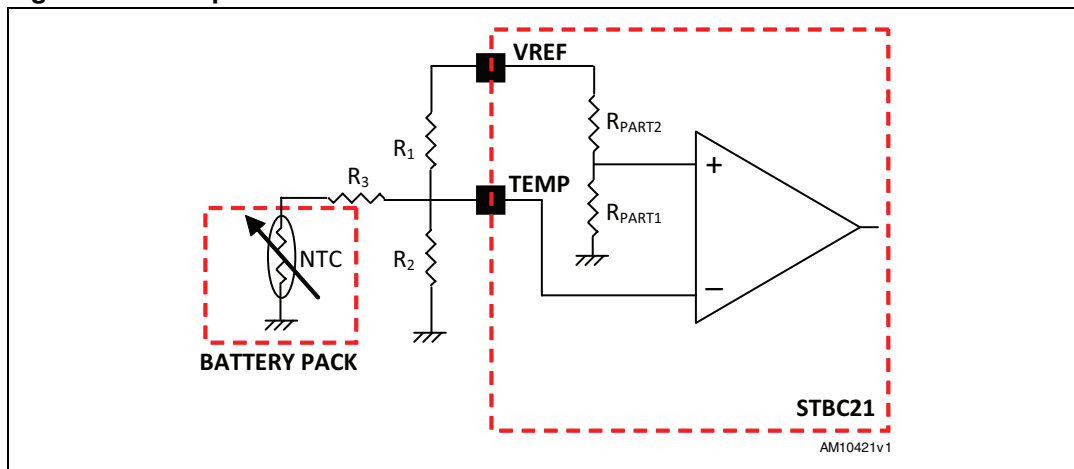 VREF
R1
RPART2
+
R3
TEMP
RPART1
NTC
R2
−
BATTERY PACK
STBC21
AM10421v1